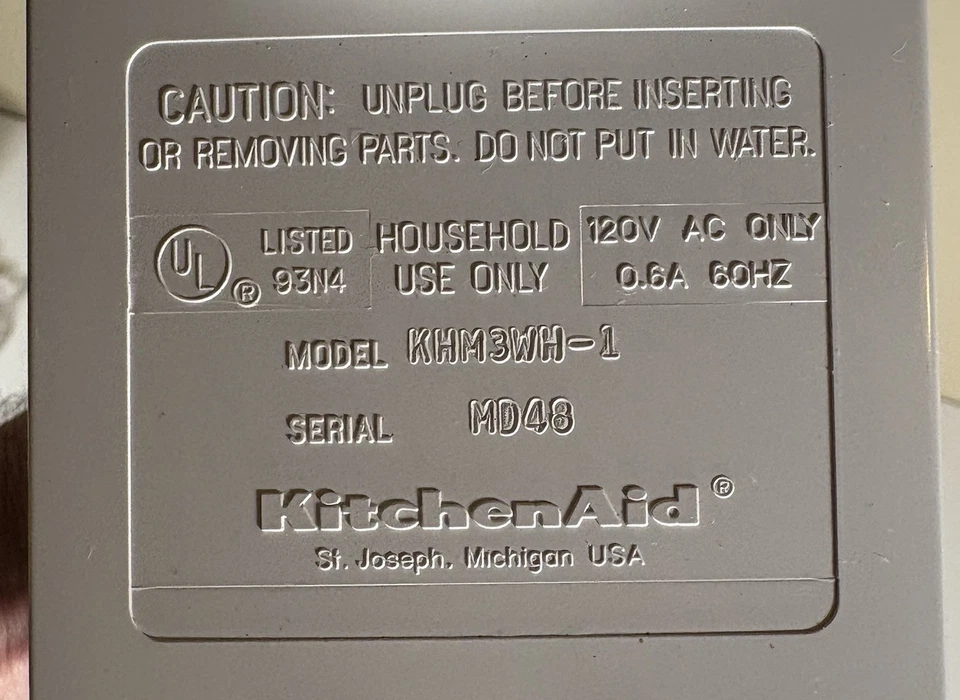 CAUTION: UNPLUG BEFORE INSERTING
OR REMOVING PARTS. DO NOT PUT IN WATER.
UL® LISTED
93N4
HOUSEHOLD
USE ONLY
120V AC ONLY
0.6A 60HZ
MODEL KHM3WH-1
SERIAL MD48
KitchenAid®
St. Joseph, Michigan USA